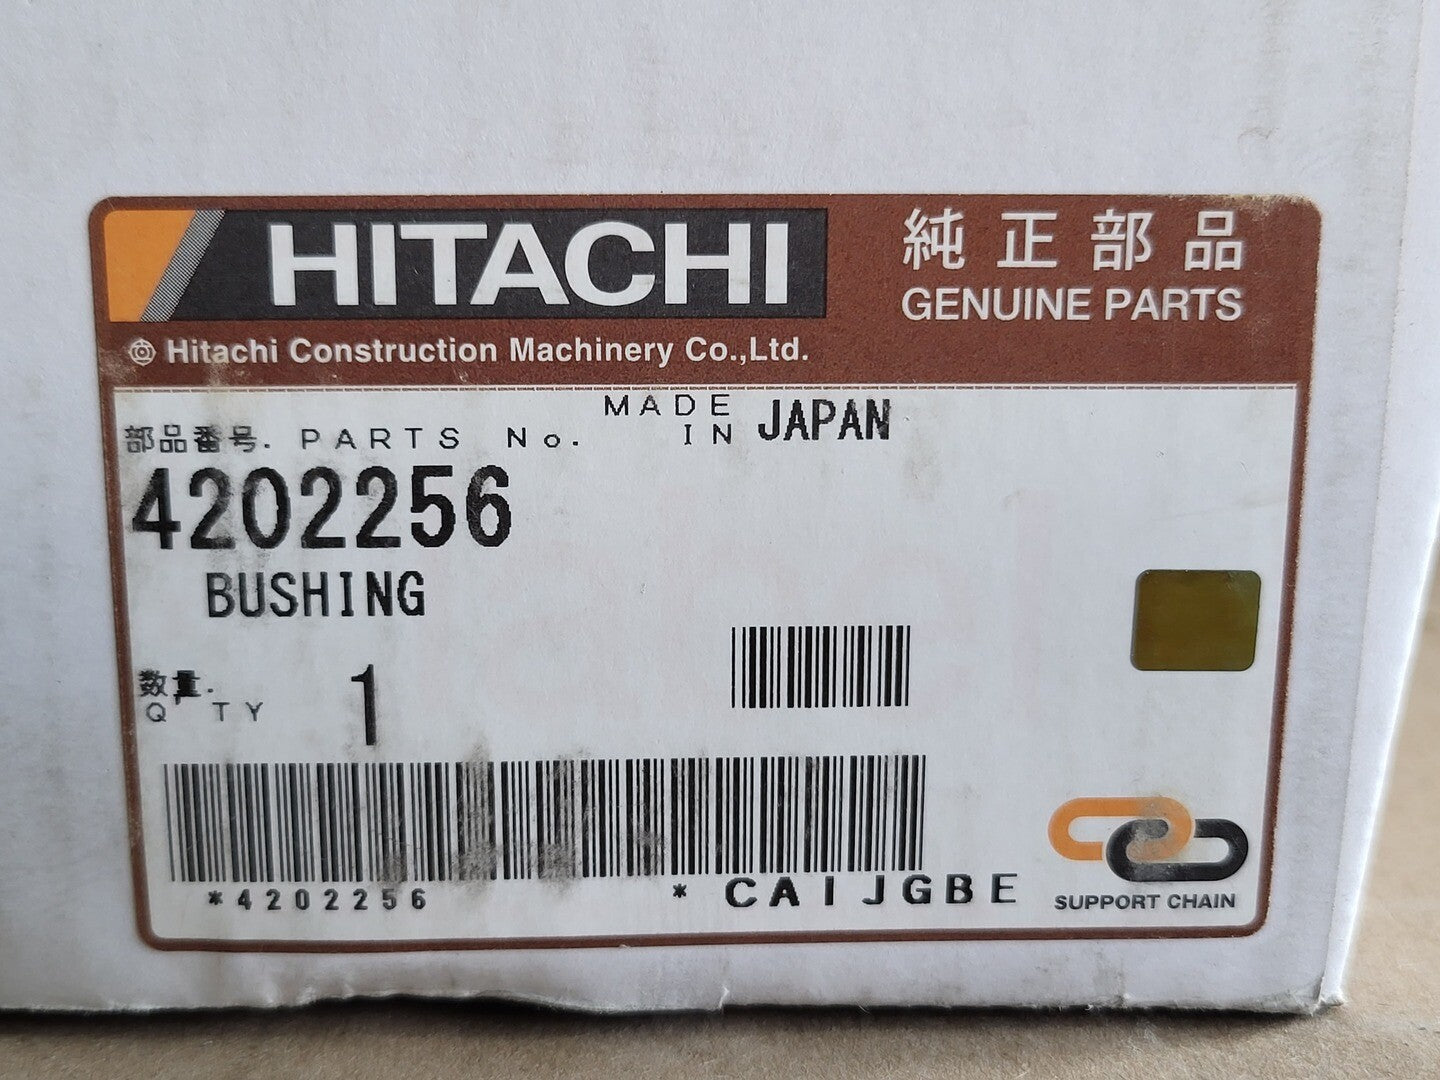 HITACHI
純正部品
GENUINE PARTS
Hitachi Construction Machinery Co.,Ltd.
MADE IN JAPAN
部品番号. PARTS No.
4202256
BUSHING
数量.
Q'TY 1
*4202256 * CAIJGBE
SUPPORT CHAIN